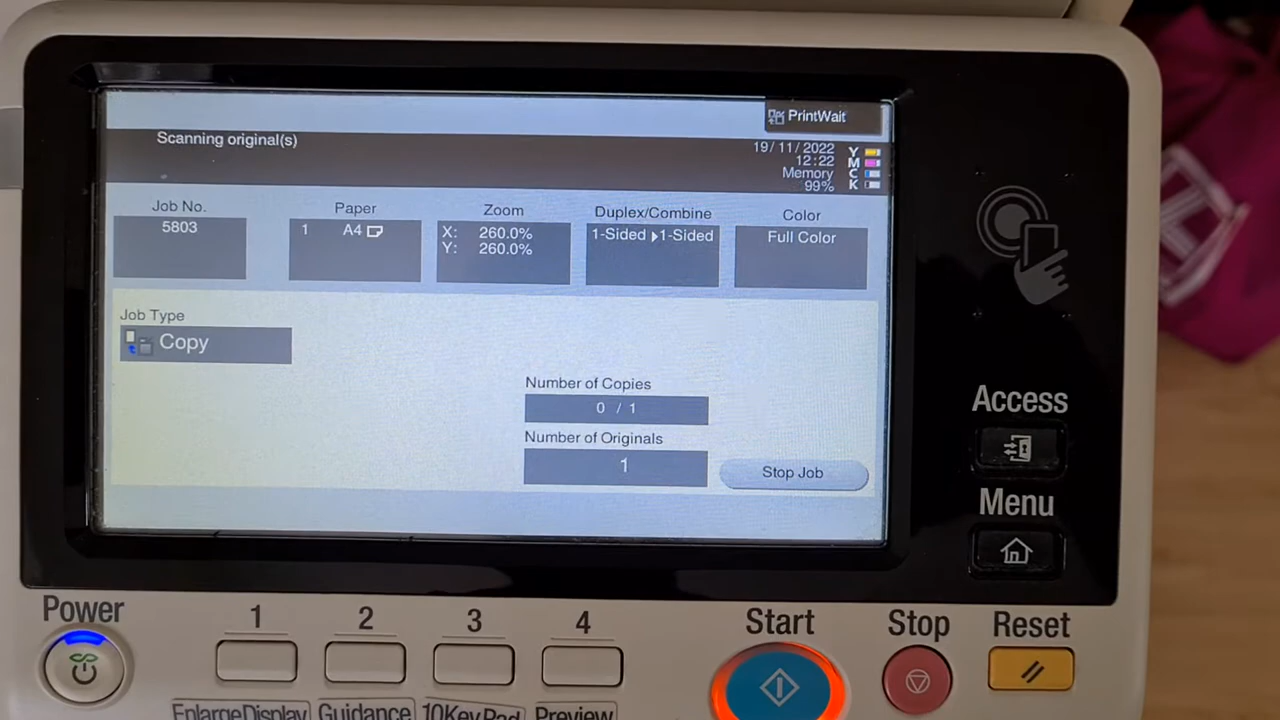 PrintWait
Scanning original(s)
19/11/2022
12:22
Memory
99%
Y
M
C
K
Job No.
5803
Paper
1 A4
Zoom
X: 260.0%
Y: 260.0%
Duplex/Combine
1-Sided 1-Sided
Color
Full Color
Job Type
Copy
Number of Copies
0 / 1
Number of Originals
1
Stop Job
Access
Menu
Power
1
2
3
4
Start
Stop
Reset
EnlargeDisplay
Guidance
10KeyPad
Preview